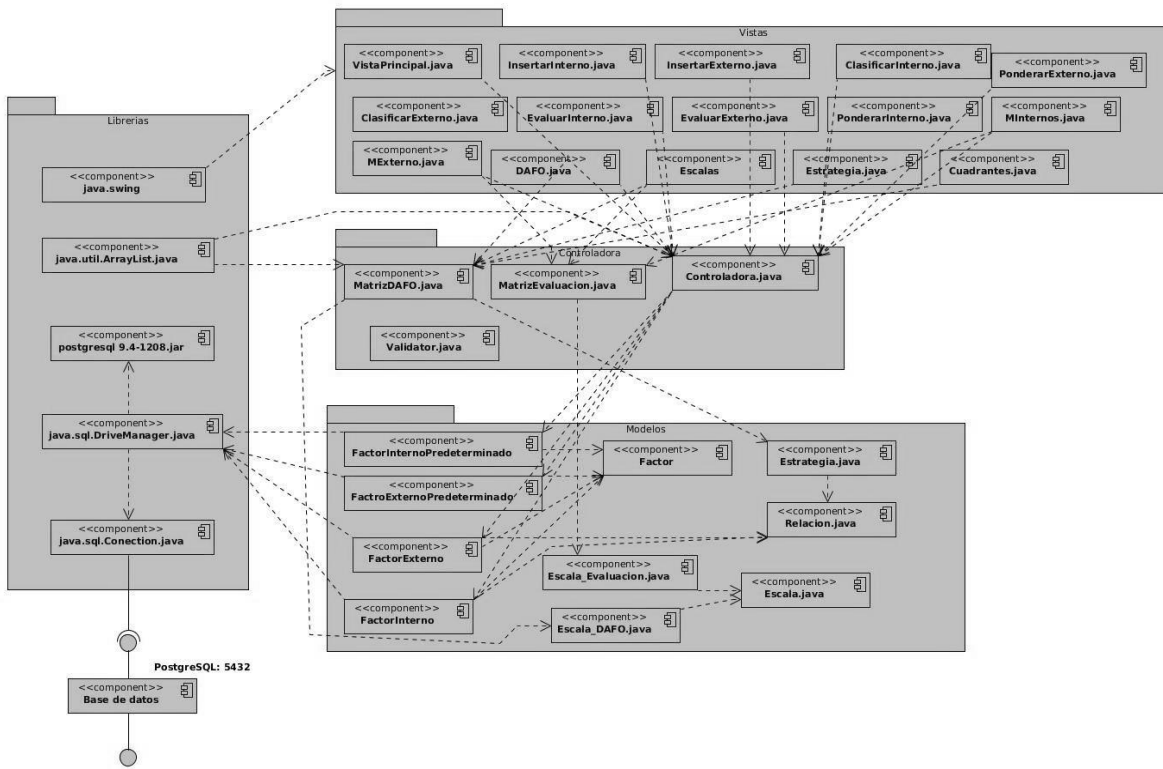 Vistas
<<component>>
VistaPrincipal.java
<<component>>
InsertarInterno.java
<<component>>
InsertarExterno.java
<<component>>
ClasificarInterno.java
<<component>>
PonderarExterno.java
<<component>>
ClasificarExterno.java
<<component>>
EvaluarInterno.java
<<component>>
EvaluarExterno.java
<<component>>
PonderarInterno.java
<<component>>
MInternos.java
<<component>>
MExterno.java
<<component>>
DAFO.java
<<component>>
Escalas
<<component>>
Estrategia.java
<<component>>
Cuadrantes.java
Librerias
<<component>>
java.swing
<<component>>
java.util.ArrayList.java
<<component>>
postgresql 9.4-1208.jar
<<component>>
java.sql.DriveManager.java
<<component>>
java.sql.Conection.java
Controladora
<<component>>
MatrizDAFO.java
<<component>>
MatrizEvaluacion.java
<<component>>
Controladora.java
<<component>>
Validator.java
Modelos
<<component>>
FactorInternoPredeterminado
<<component>>
Factor
<<component>>
Estrategia.java
<<component>>
FactroExternoPredeterminado
<<component>>
Relacion.java
<<component>>
FactorExterno
<<component>>
Escala_Evaluacion.java
<<component>>
Escala.java
<<component>>
FactorInterno
<<component>>
Escala_DAFO.java
PostgreSQL: 5432
<<component>>
Base de datos